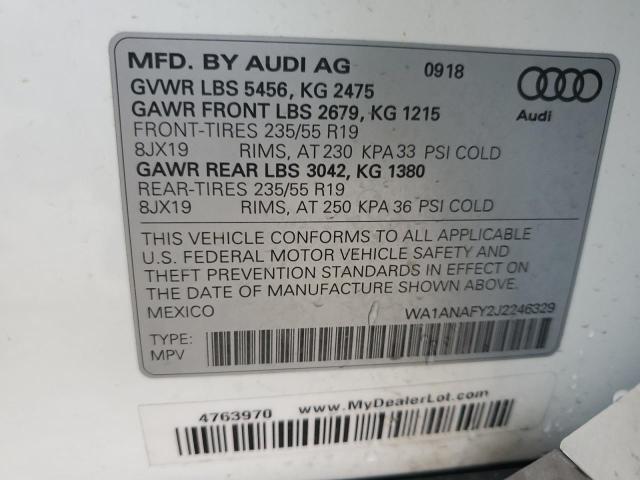 MFD. BY AUDI AG 0918
GVWR LBS 5456, KG 2475
GAWR FRONT LBS 2679, KG 1215
Audi
FRONT-TIRES 235/55 R19
8JX19 RIMS, AT 230 KPA 33 PSI COLD
GAWR REAR LBS 3042, KG 1380
REAR-TIRES 235/55 R19
8JX19 RIMS, AT 250 KPA 36 PSI COLD
THIS VEHICLE CONFORMS TO ALL APPLICABLE
U.S. FEDERAL MOTOR VEHICLE SAFETY AND
THEFT PREVENTION STANDARDS IN EFFECT ON
THE DATE OF MANUFACTURE SHOWN ABOVE.
MEXICO WA1ANAFY2J2246329
TYPE:
MPV
4763970 www.MyDealerLot.com